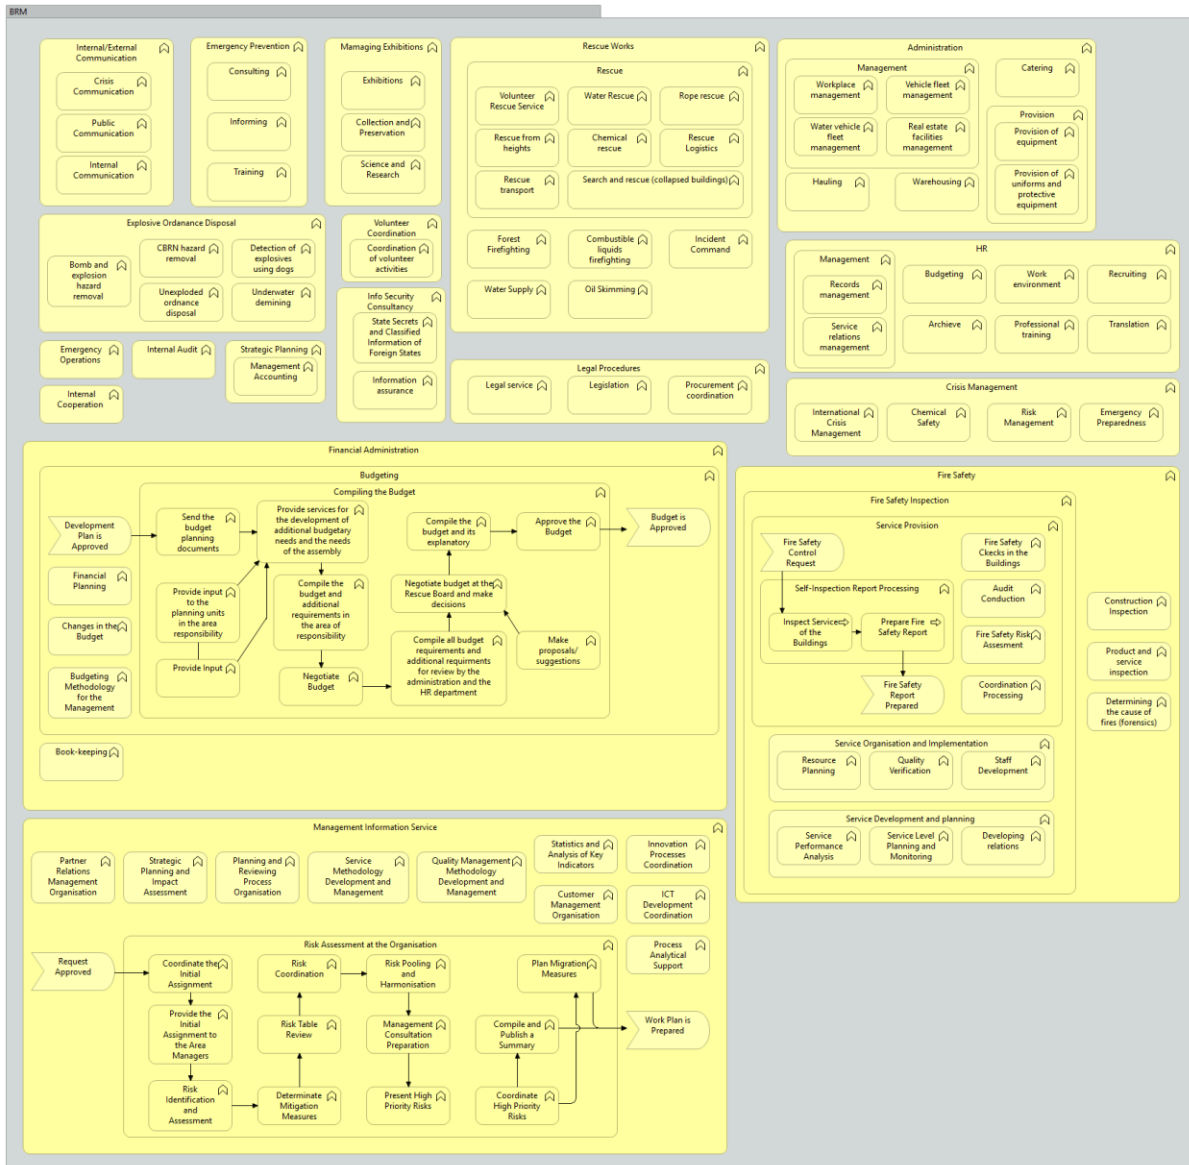 BRM
Internal/External
Communication
Crisis
Communication
Public
Communication
Internal
Communication
Emergency Prevention
Consulting
Informing
Training
Mamaging Exhibitions
Exhibitions
Collection and
Preservation
Science and
Research
Rescue Works
Rescue
Volunteer
Rescue Service
Water Rescue
Rope rescue
Rescue from
heights
Chemical
rescue
Rescue
Logistics
Rescue
transport
Search and rescue (collapsed buildings)
Forest
Firefighting
Combustible
liquids
firefighting
Incident
Command
Water Supply
Oil Skimming
Administration
Management
Workplace
management
Vehicle fleet
management
Water vehicle
fleet
management
Real estate
facilities
management
Catering
Provision
Provision of
equipment
Provision of
uniforms and
protective
equipment
Hauling
Warehousing
Explosive Ordanance Disposal
Bomb and
explosion
hazard
removal
CBRN hazard
removal
Detection of
explosives
using dogs
Unexploded
ordnance
disposal
Underwater
demining
Volunteer
Coordination
Coordination
of volunteer
activities
Info Security
Consultancy
State Secrets
and Classified
Information of
Foreign States
Information
assurance
HR
Management
Records
management
Service
relations
management
Budgeting
Work
environment
Recruiting
Archieve
Professional
training
Translation
Emergency
Operations
Internal Audit
Strategic Planning
Management
Accounting
Internal
Cooperation
Legal Procedures
Legal service
Legislation
Procurement
coordination
Crisis Management
International
Crisis
Management
Chemical
Safety
Risk
Management
Emergency
Preparedness
Financial Administration
Budgeting
Compiling the Budget
Development
Plan is
Approved
Send the
budget
planning
documents
Provide services for
the development of
additional budgetary
needs and the needs
of the assembly
Compile the
budget and its
explanatory
Approve the
Budget
Budget is
Approved
Financial
Planning
Provide input
to the
planning units
in the area
responsibility
Compile the
budget and
additional
requirements in
the area of
responsibility
Negotiate budget at the
Rescue Board and make
decisions
Changes in the
Budget
Provide Input
Negotiate
Budget
Compile all budget
requirements and
additional requirments
for review by the
administration and the
HR department
Make
proposals/
suggestions
Budgeting
Methodology
for the
Management
Book-keeping
Fire Safety
Fire Safety Inspection
Service Provision
Fire Safety
Control
Request
Fire Safety
Ckecks in the
Buildings
Self-Inspection Report Processing
Inspect Service
of the
Buildings
Prepare Fire
Safety Report
Audit
Conduction
Fire Safety Risk
Assesment
Fire Safety
Report
Prepared
Coordination
Processing
Construction
Inspection
Product and
service
inspection
Determining
the cause of
fires (forensics)
Service Organisation and Implementation
Resource
Planning
Quality
Verification
Staff
Development
Service Development and planning
Service
Performance
Analysis
Service Level
Planning and
Monitoring
Developing
relations
Management Information Service
Partner
Relations
Management
Organisation
Strategic
Planning and
Impact
Assessment
Planning and
Reviewing
Process
Organisation
Service
Methodology
Development and
Management
Quality Management
Methodology
Development and
Management
Statistics and
Analysis of Key
Indicators
Innovation
Processes
Coordination
Customer
Management
Organisation
ICT
Development
Coordination
Process
Analytical
Support
Risk Assessment at the Organisation
Request
Approved
Coordinate the
Initial
Assignment
Risk
Coordination
Risk Pooling
and
Harmonisation
Plan Migration
Measures
Provide the
Initial
Assignment to
the Area
Managers
Risk Table
Review
Management
Consultation
Preparation
Compile and
Publish a
Summary
Work Plan is
Prepared
Risk
Identification
and
Assessment
Determinate
Mitigation
Measures
Present High
Priority Risks
Coordinate
High Priority
Risks